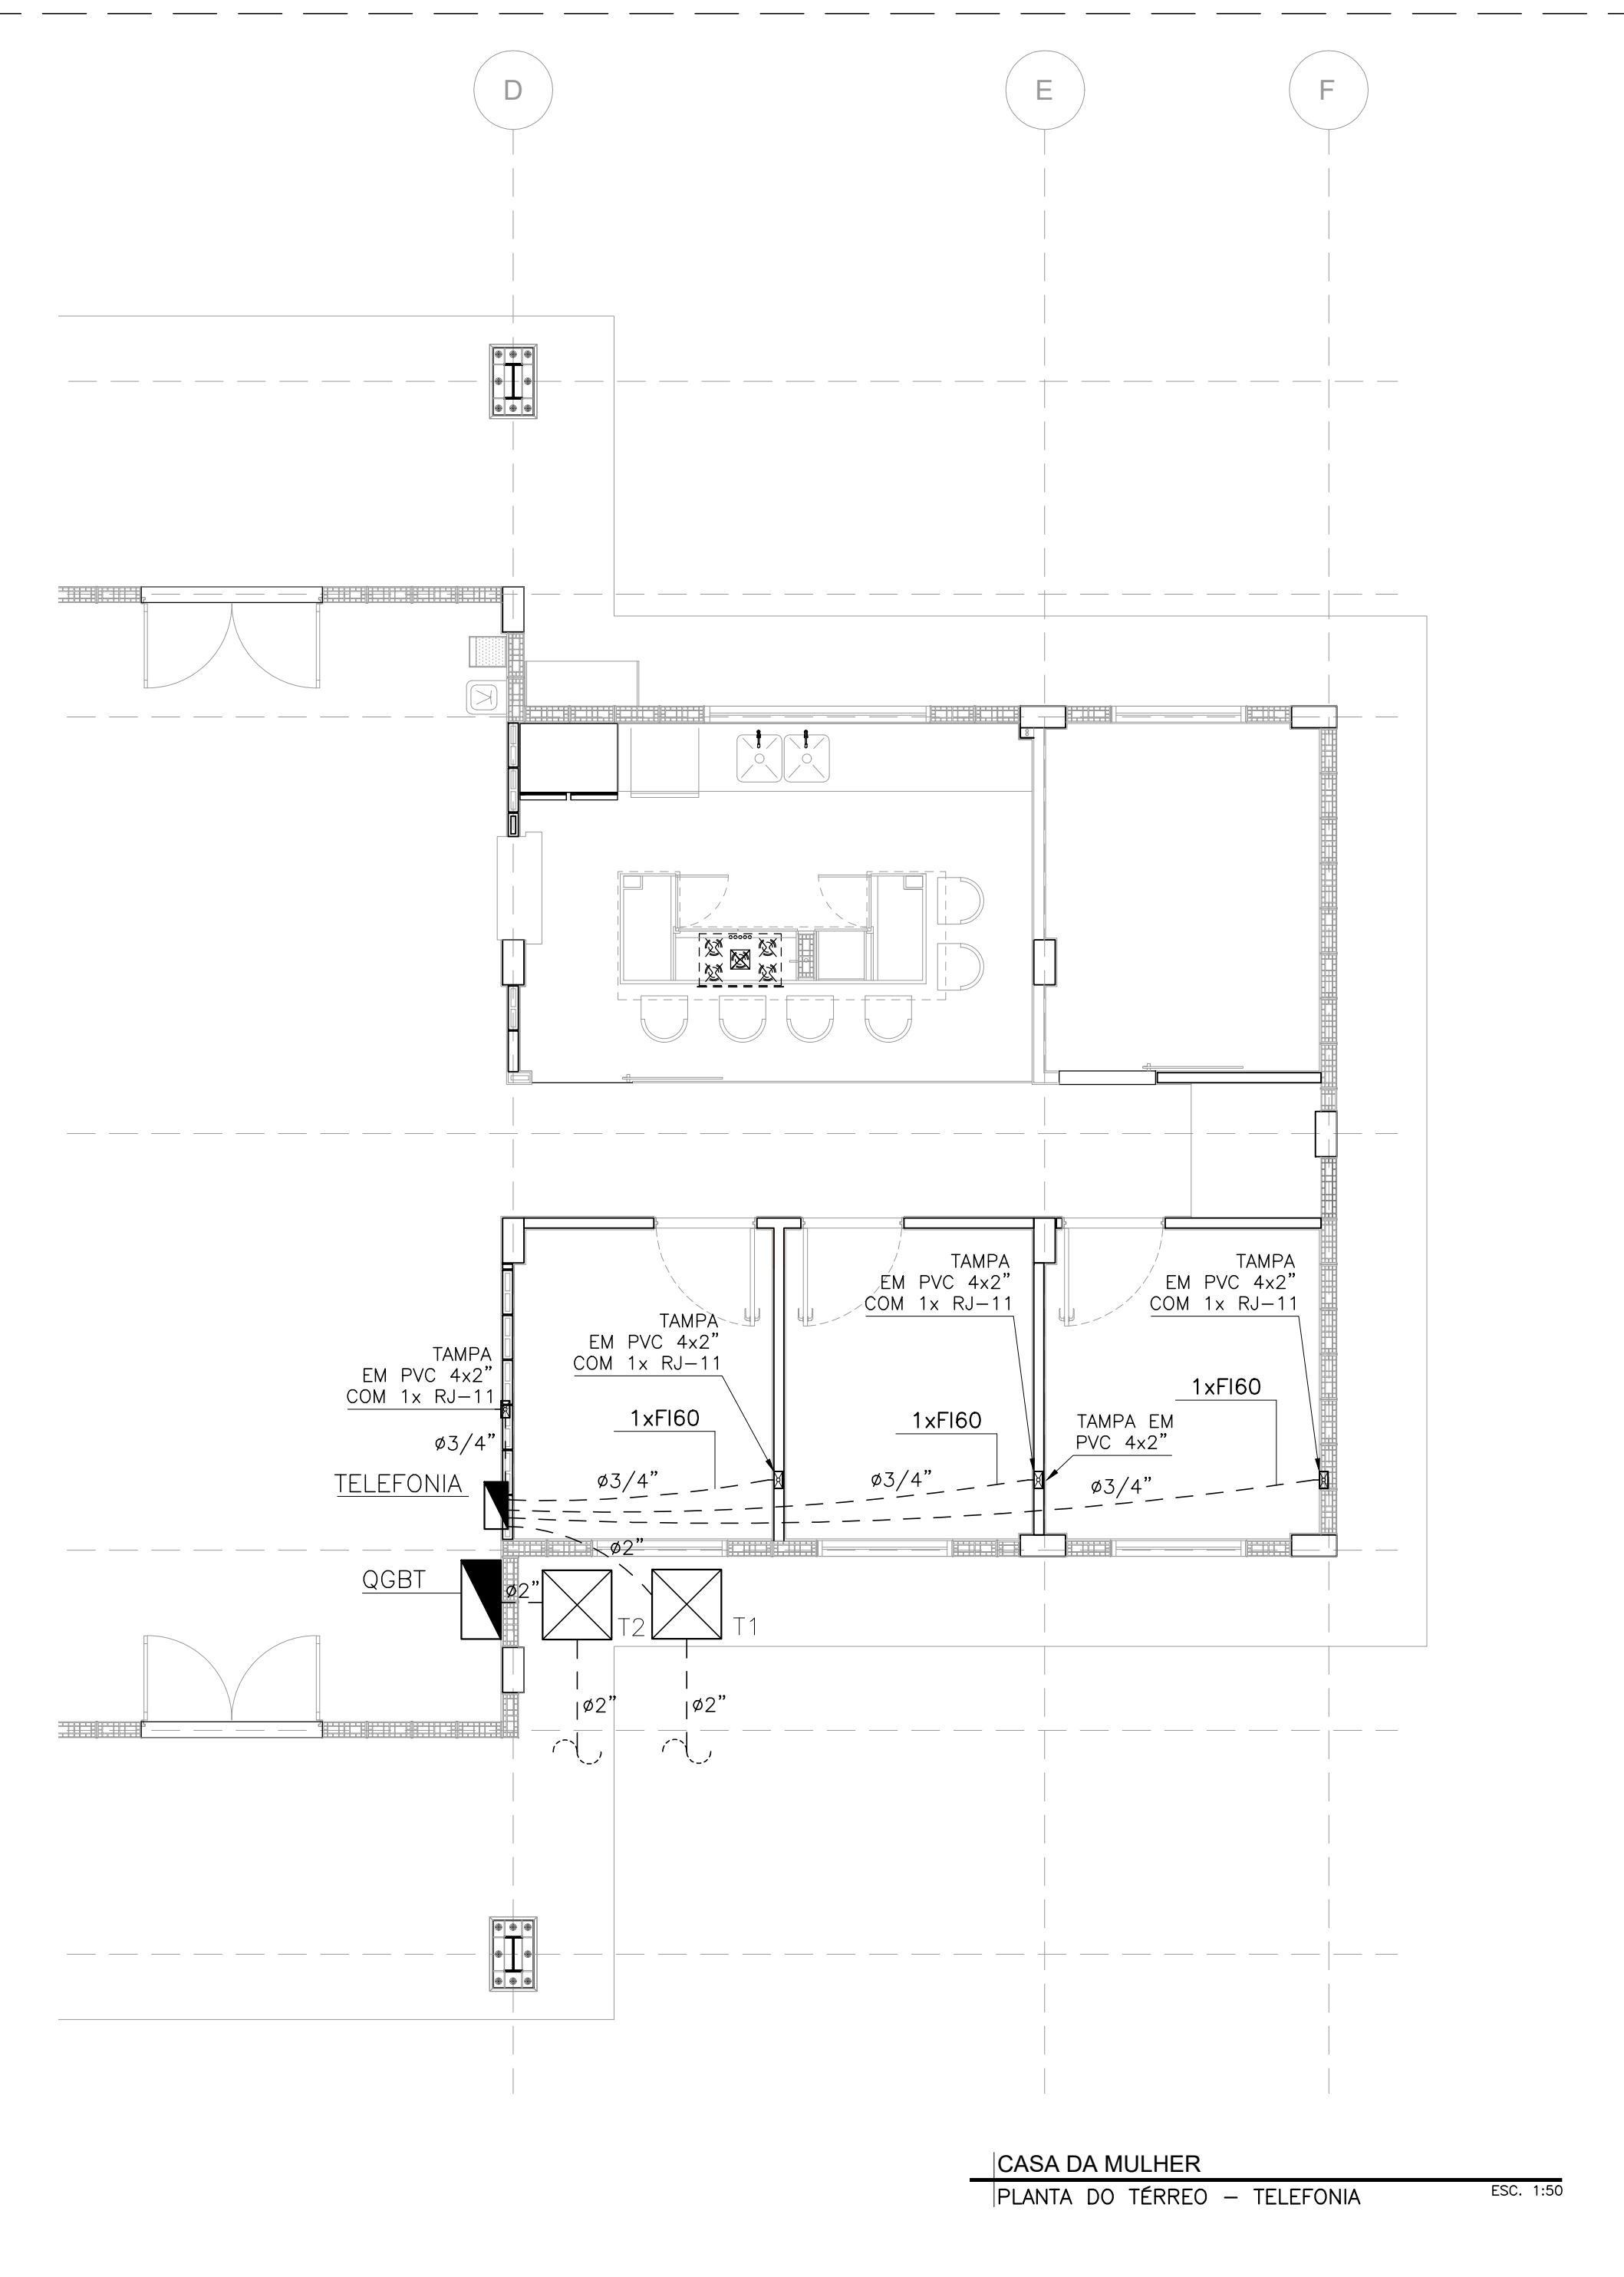 D
E
F
TAMPA
EM PVC 4x2”
COM 1x RJ-11
TAMPA
EM PVC 4x2”
COM 1x RJ-11
TAMPA
EM PVC 4x2”
COM 1x RJ-11
TAMPA
EM PVC 4x2”
COM 1x RJ-11
1xFI60
1xFI60
1xFI60
TAMPA EM
PVC 4x2”
ø3/4”
TELEFONIA
ø3/4”
ø3/4”
ø3/4”
ø2”
QGBT
ø2”
T2
T1
ø2”
ø2”
CASA DA MULHER
PLANTA DO TÉRREO – TELEFONIA
ESC. 1:50